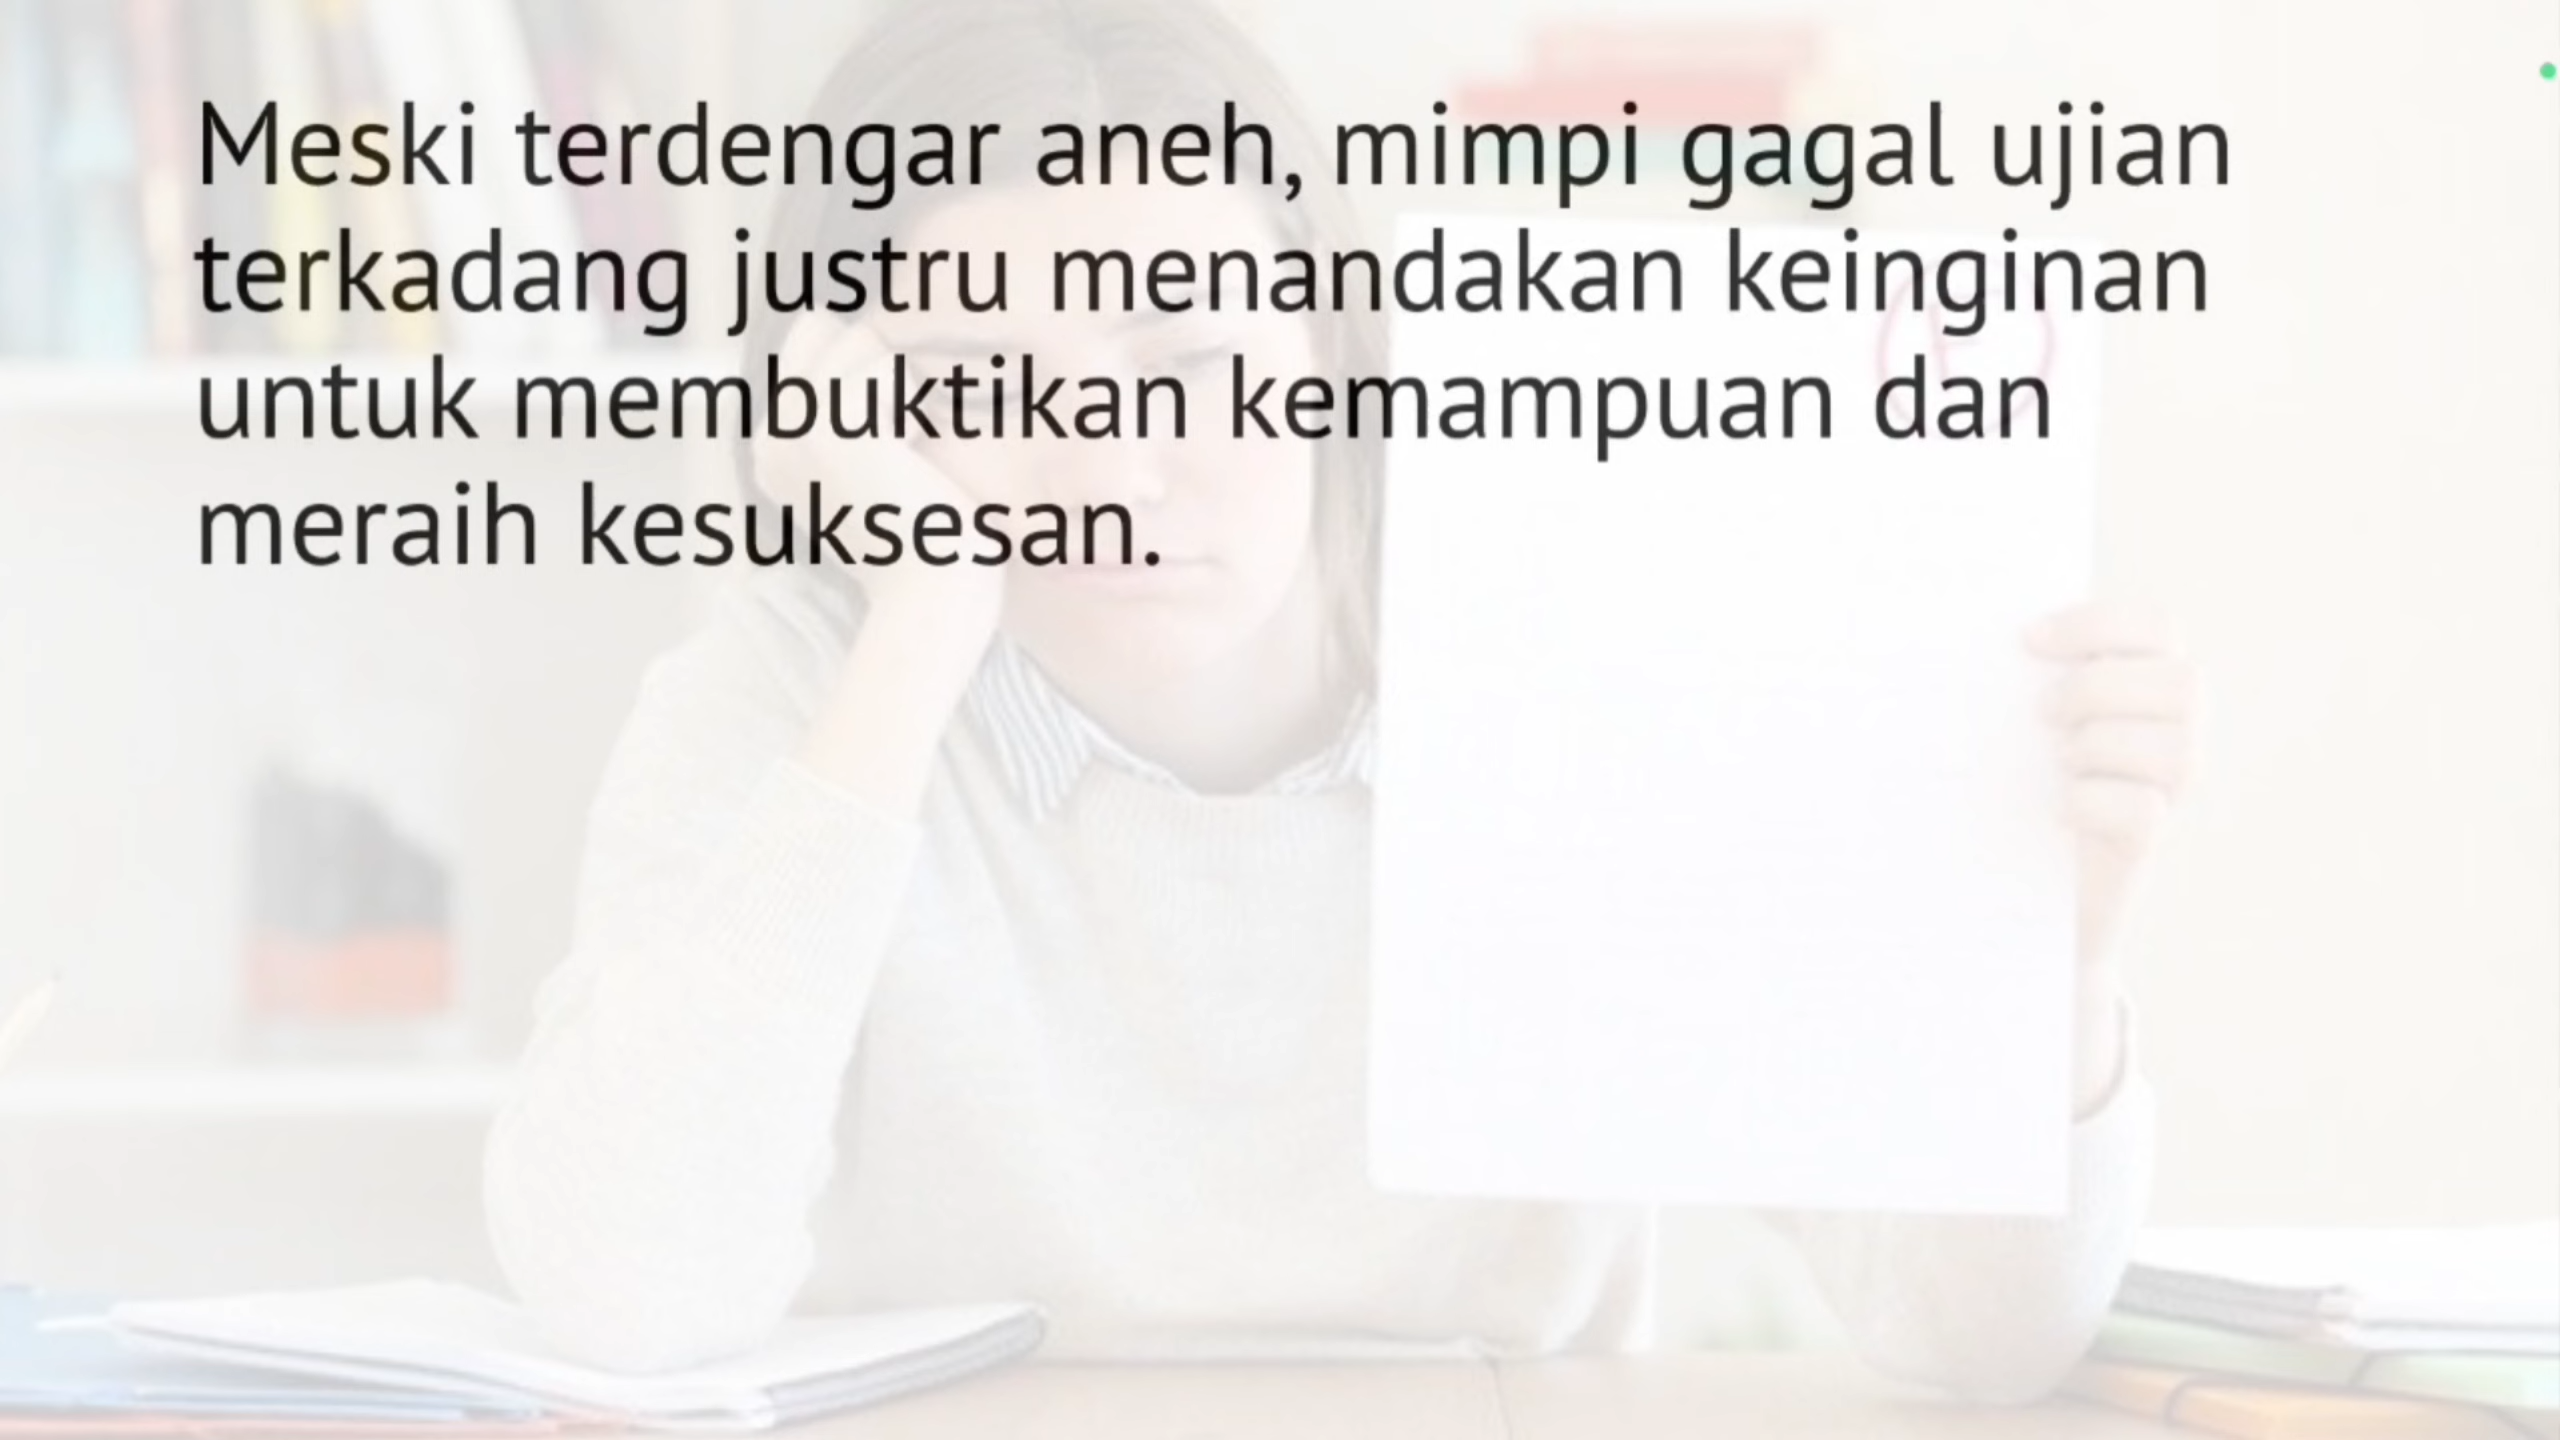 Meski terdengar aneh, mimpi gagal ujian
terkadang justru menandakan keinginan
untuk membuktikan kemampuan dan
meraih kesuksesan.